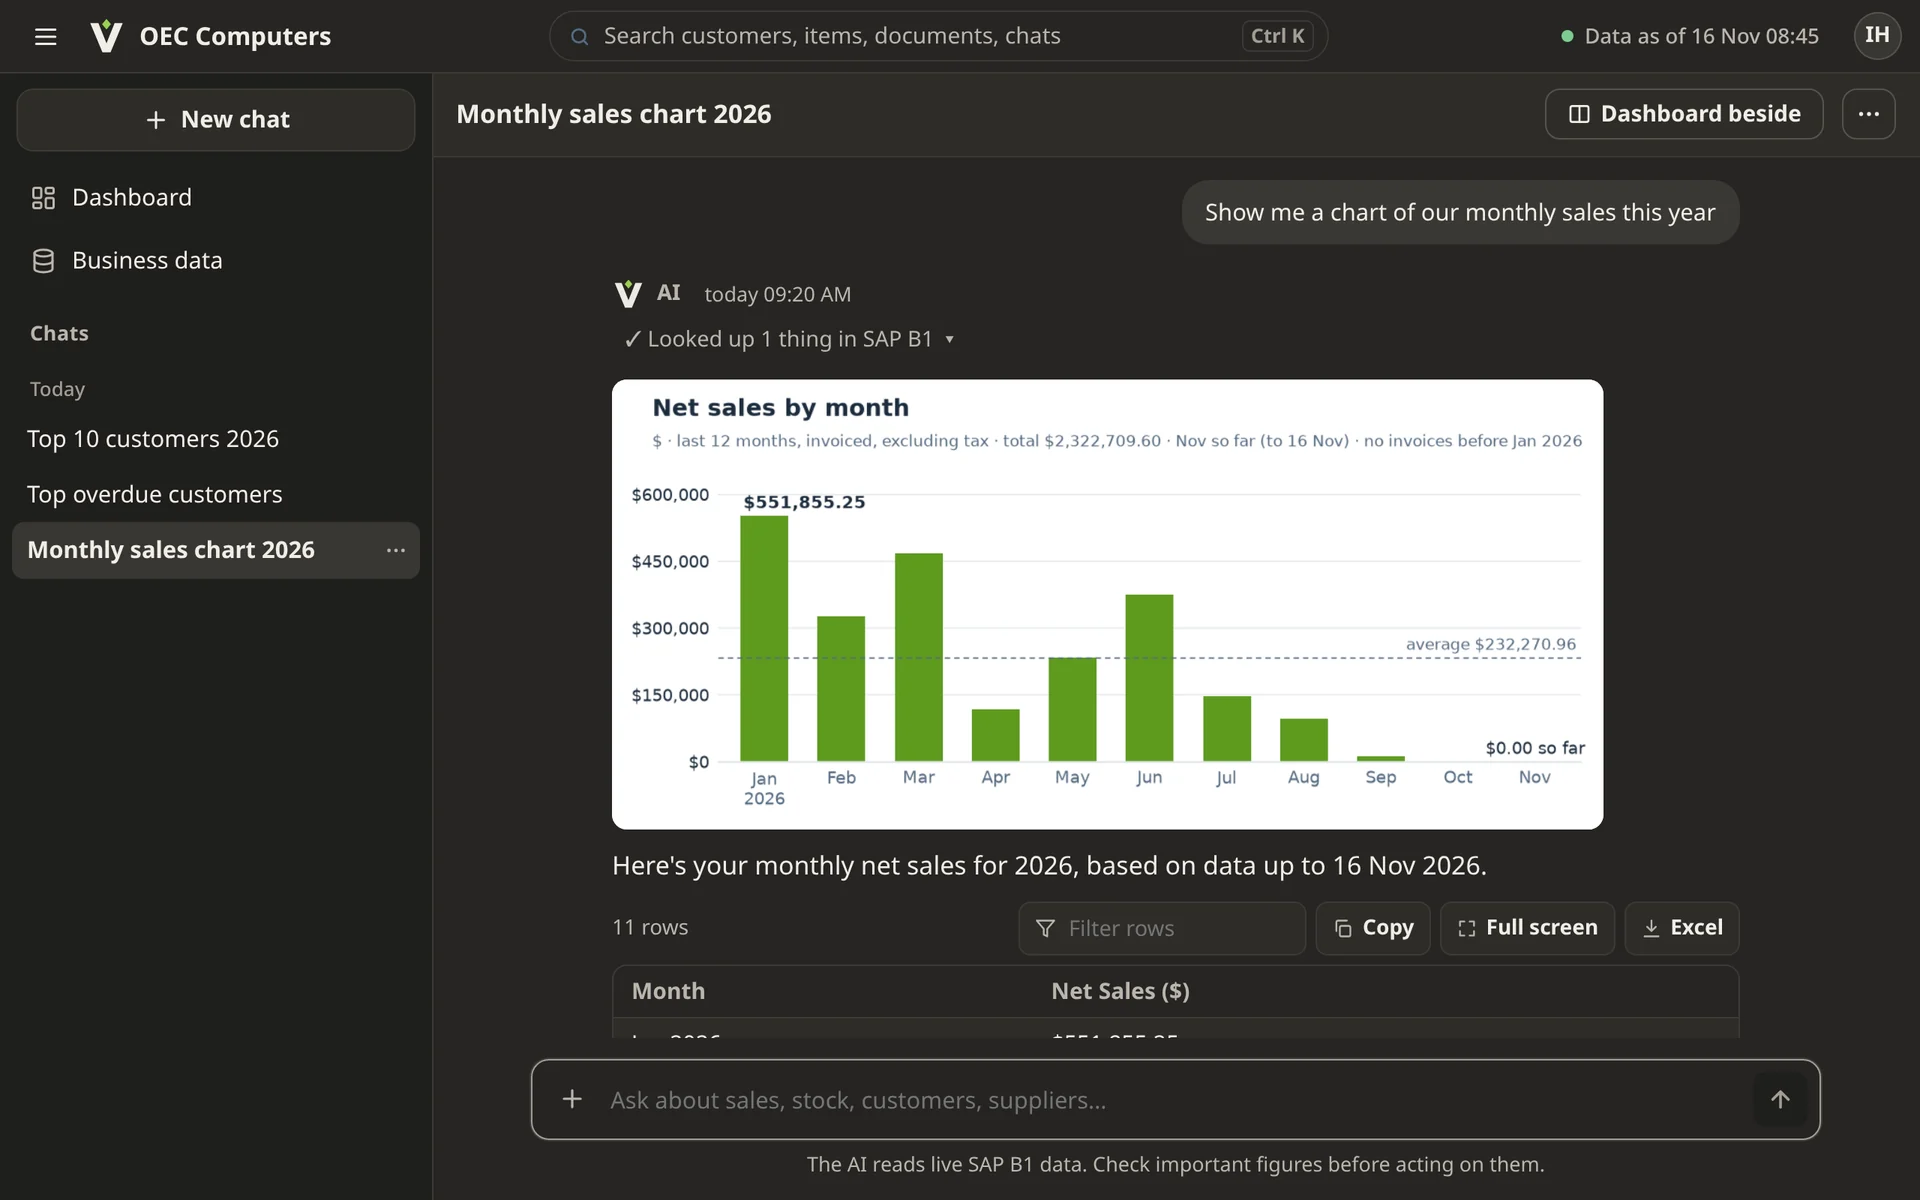 OEC Computers
Search customers, items, documents, chats
Ctrl K
Data as of 16 Nov 08:45
IH
New chat
Dashboard
Business data
Chats
Today
Top 10 customers 2026
Top overdue customers
Monthly sales chart 2026
Monthly sales chart 2026
Dashboard beside
Show me a chart of our monthly sales this year
AI today 09:20 AM
✓ Looked up 1 thing in SAP B1 ▾
Net sales by month
$ · last 12 months, invoiced, excluding tax · total $2,322,709.60 · Nov so far (to 16 Nov) · no invoices before Jan 2026
$600,000
$551,855.25
$450,000
$300,000
average $232,270.96
$150,000
$0.00 so far
$0
Jan Feb Mar Apr May Jun Jul Aug Sep Oct Nov
2026
Here's your monthly net sales for 2026, based on data up to 16 Nov 2026.
11 rows
Filter rows
Copy
Full screen
Excel
Month Net Sales ($)
Jan 2026 $551,855.25
Ask about sales, stock, customers, suppliers...
The AI reads live SAP B1 data. Check important figures before acting on them.